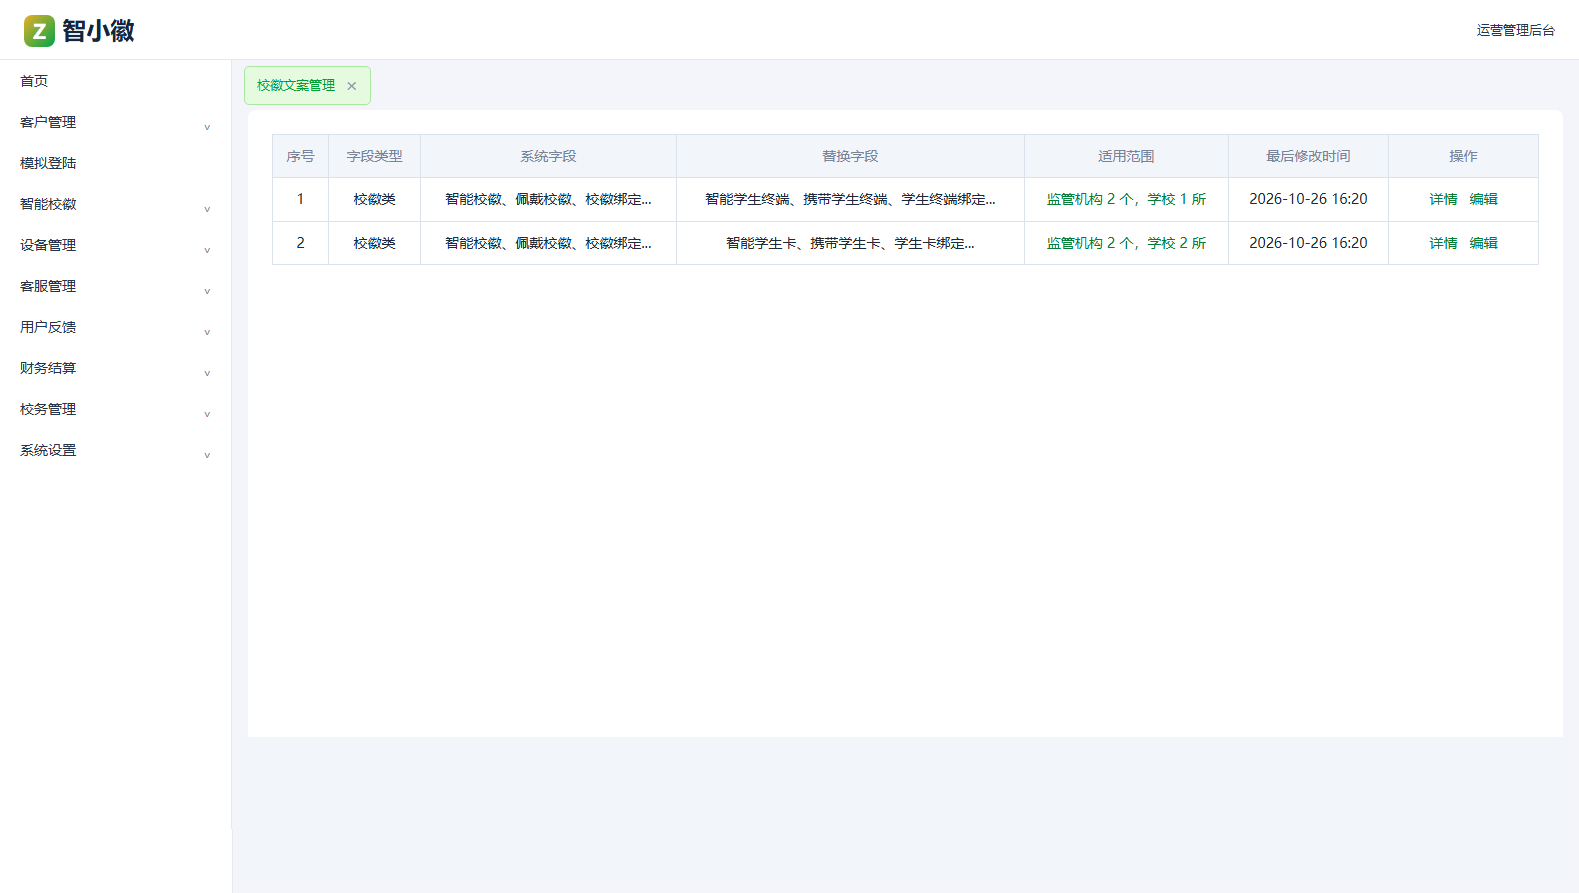 Z 智小徽
运营管理后台
首页
客户管理
模拟登陆
智能校徽
设备管理
客服管理
用户反馈
财务结算
校务管理
系统设置
校徽文案管理 ×
序号 字段类型 系统字段 替换字段 适用范围 最后修改时间 操作
1 校徽类 智能校徽、佩戴校徽、校徽绑定... 智能学生终端、携带学生终端、学生终端绑定... 监管机构 2 个，学校 1 所 2026-10-26 16:20 详情 编辑
2 校徽类 智能校徽、佩戴校徽、校徽绑定... 智能学生卡、携带学生卡、学生卡绑定... 监管机构 2 个，学校 2 所 2026-10-26 16:20 详情 编辑